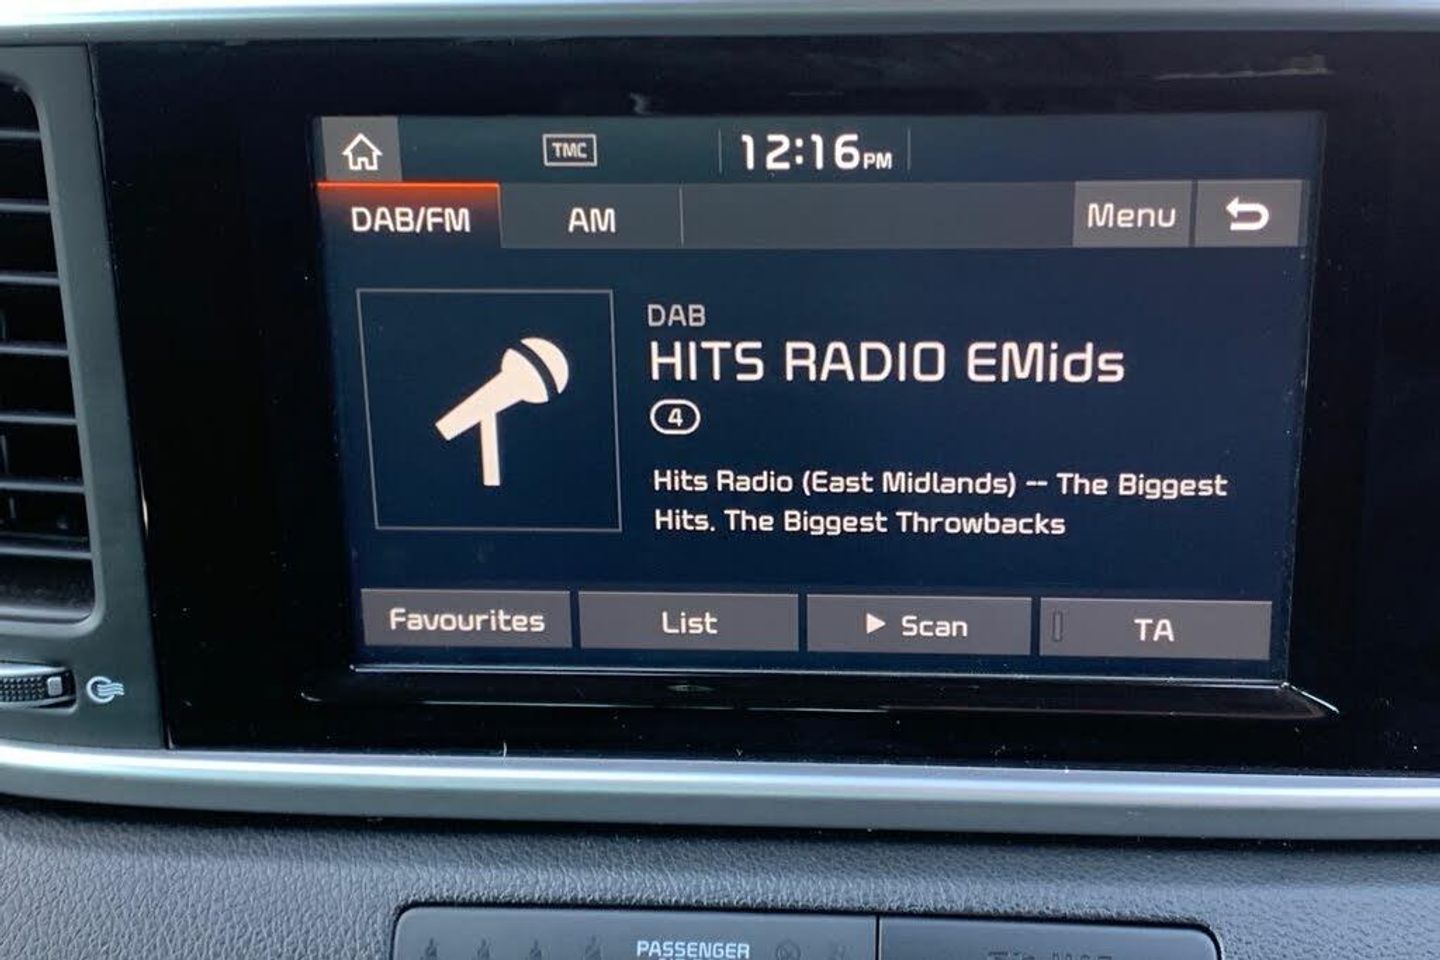 TMC
12:16PM
DAB/FM
AM
Menu
DAB
HITS RADIO EMids
4
Hits Radio (East Midlands) -- The Biggest
Hits. The Biggest Throwbacks
Favourites
List
Scan
TA
PASSENGER